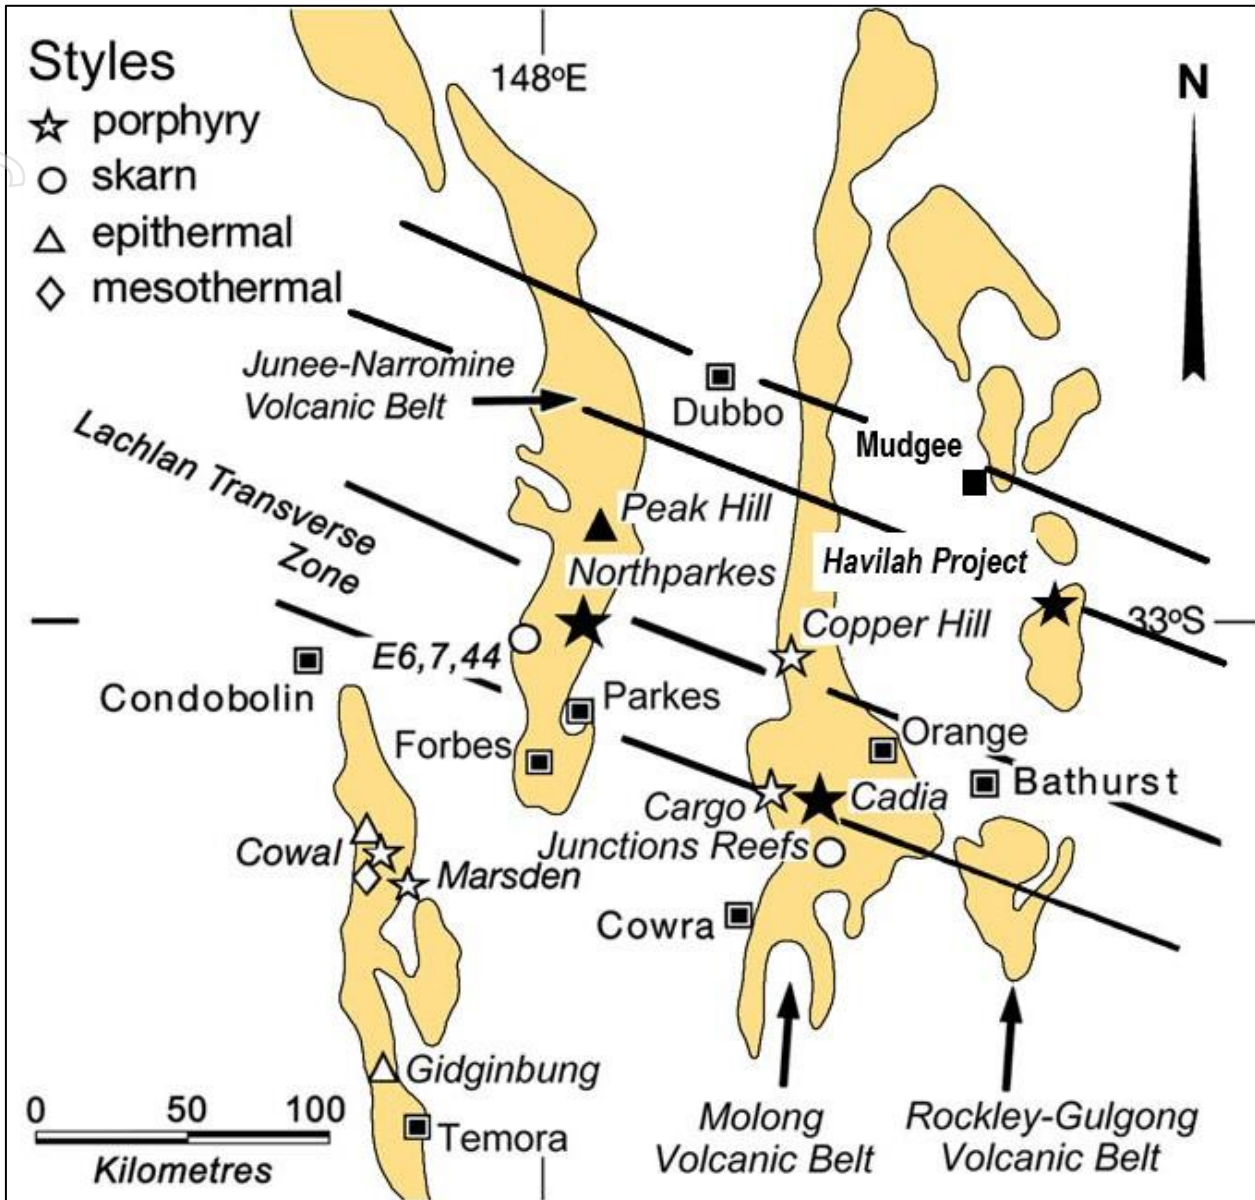 Styles
porphyry
skarn
epithermal
mesothermal
148ºE
N
Junee-Narromine
Volcanic Belt
Dubbo
Mudgee
Lachlan Transverse
Zone
Peak Hill
Northparkes
Havilah Project
Copper Hill
33ºS
E6,7,44
Condobolin
Parkes
Forbes
Orange
Bathurst
Cargo
Cadia
Cowal
Junctions Reefs
Marsden
Cowra
Gidginbung
0 50 100
Kilometres
Temora
Molong
Volcanic Belt
Rockley-Gulgong
Volcanic Belt